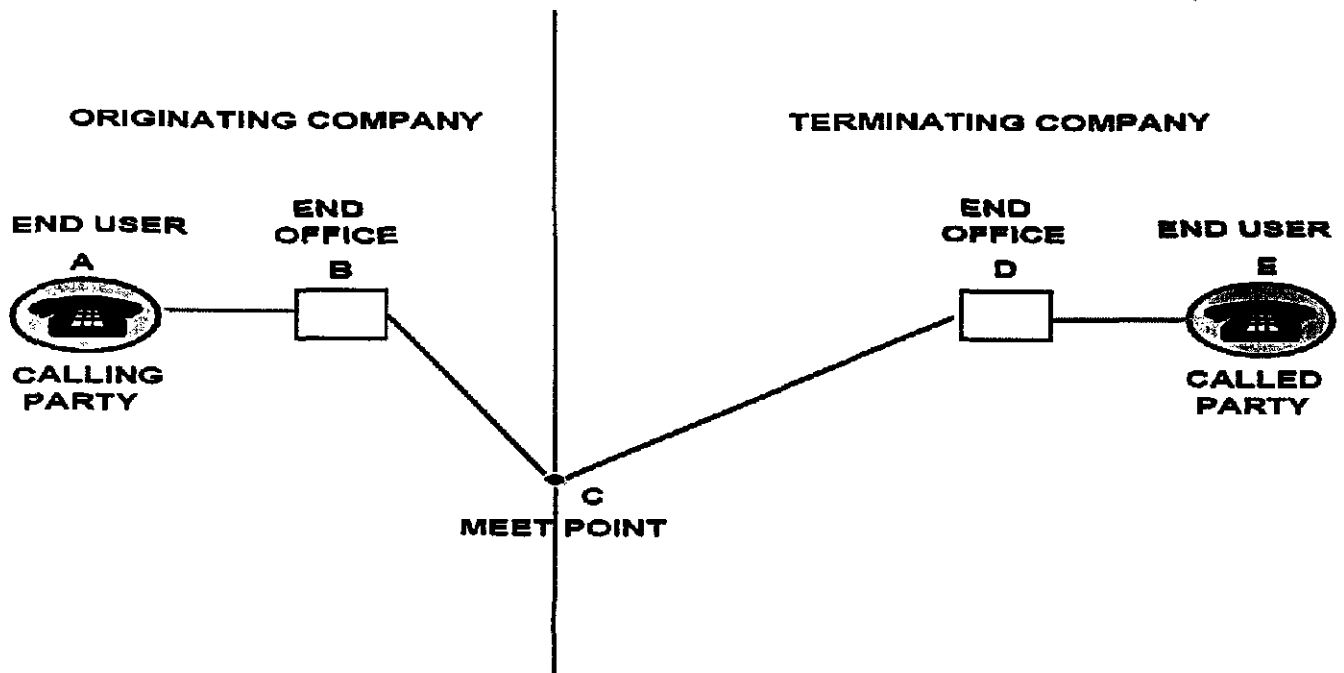 ORIGINATING COMPANY
TERMINATING COMPANY
END USER
A
CALLING
PARTY
END
OFFICE
B
C
MEET POINT
END
OFFICE
D
END USER
E
CALLED
PARTY